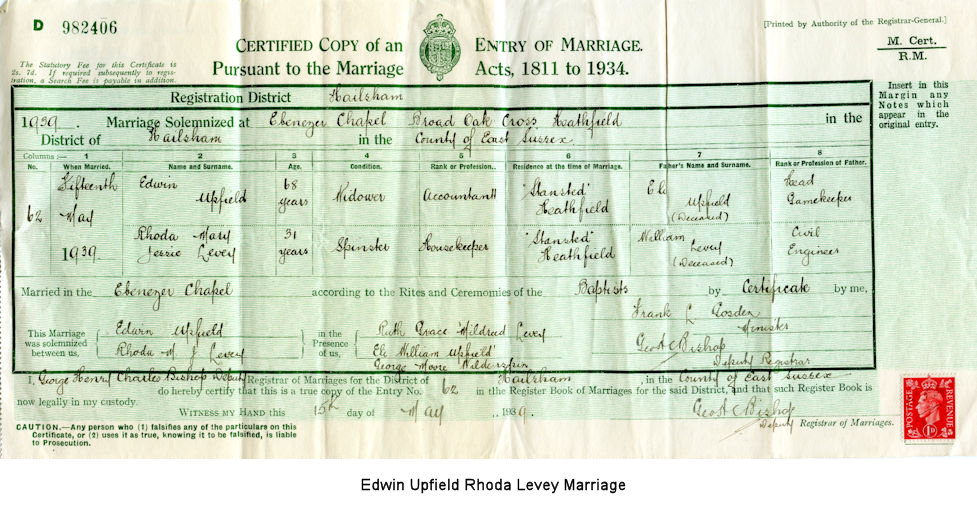 D 982406
[Printed by Authority of the Registrar-General.]
CERTIFIED COPY OF AN ENTRY OF MARRIAGE.
Pursuant to the Marriage Acts, 1811 to 1934.
M. Cert.
R.M.
The Statutory Fee for this Certificate is
2s. 7d. If required subsequently to regis-
tration, a Search Fee is payable in addition.
Insert in this
Margin any
Notes which
appear in the
original entry.
Registration District Hailsham
1939. Marriage Solemnized at Ebenezer Chapel Broad Oak Cross Heathfield in the
District of Hailsham in the County of East Sussex
Columns :— 1 2 3 4 5 6 7 8
No. When Married. Name and Surname. Age. Condition. Rank or Profession. Residence at the time of Marriage. Father's Name and Surname. Rank or Profession of Father.
62 Fifteenth May 1939 Edwin Upfield 68 years Widower Accountant "Stansted" Heathfield Eli Upfield (Deceased) Head Gamekeeper
Rhoda Mary Jessie Levey 31 years Spinster Housekeeper "Stansted" Heathfield William Levey (Deceased) Civil Engineer
Married in the Ebenezer Chapel according to the Rites and Ceremonies of the Baptists by Certificate by me,
Frank L Gosden
Minister
This Marriage was solemnized between us, Edwin Upfield
Rhoda M. J Levey
in the Presence of us, Ruth Grace Mildred Levey
Eli William Upfield
George Moore Wilderspin
Geo H C Bishop
Deputy Registrar
I, George Henry Charles Bishop Deputy Registrar of Marriages for the District of Hailsham, in the County of East Sussex
do hereby certify that this is a true copy of the Entry No. 62 in the Register Book of Marriages for the said District, and that such Register Book is
now legally in my custody.
WITNESS MY HAND this 15th day of May, 1939.
Geo H C Bishop
Deputy Registrar of Marriages.
CAUTION.—Any person who (1) falsifies any of the particulars on this
Certificate, or (2) uses it as true, knowing it to be falsified, is liable
to Prosecution.
POSTAGE REVENUE
1D
Edwin Upfield Rhoda Levey Marriage